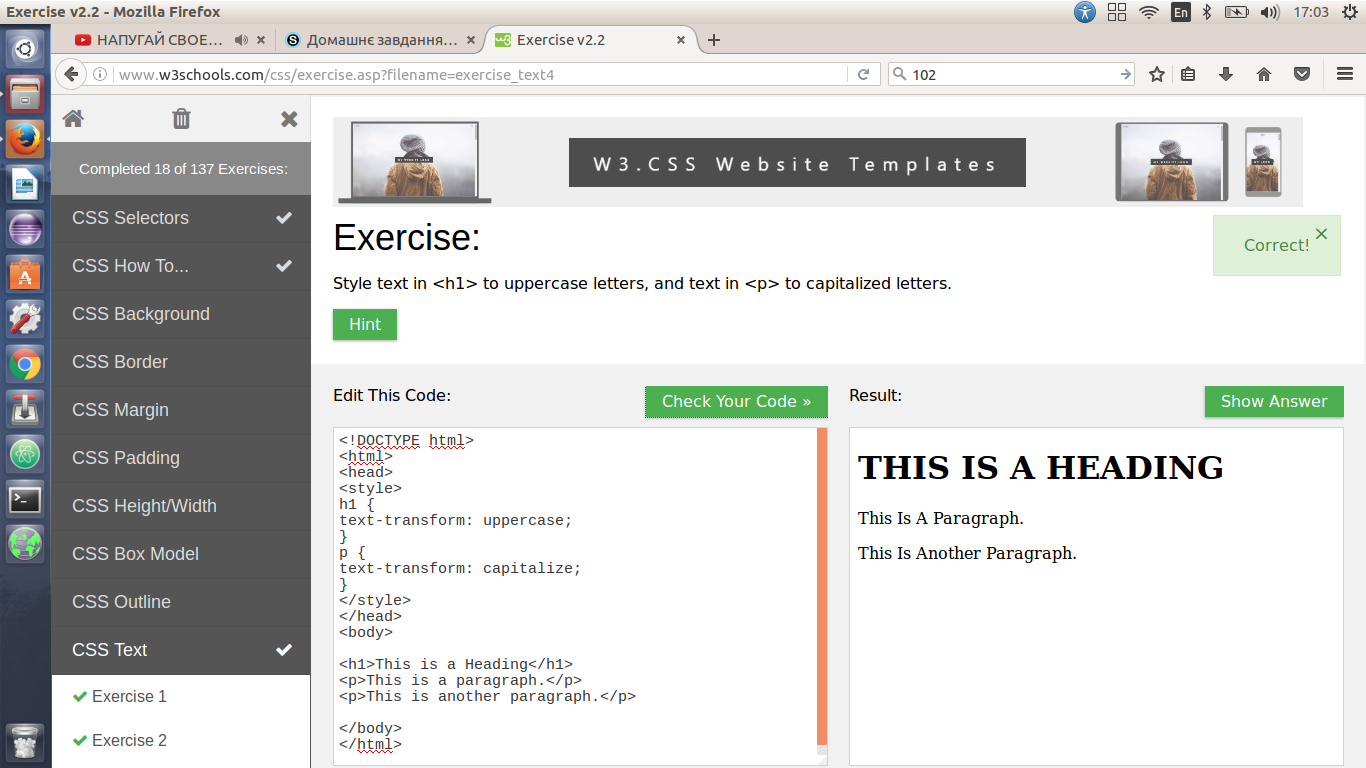 Exercise v2.2 - Mozilla Firefox
En
17:03
НАПУГАЙ СВОЕ...
Домашнє завдання...
Exercise v2.2
www.w3schools.com/css/exercise.asp?filename=exercise_text4
102
Completed 18 of 137 Exercises:
CSS Selectors
CSS How To...
CSS Background
CSS Border
CSS Margin
CSS Padding
CSS Height/Width
CSS Box Model
CSS Outline
CSS Text
Exercise 1
Exercise 2
W3.CSS Website Templates
Exercise:
Correct!
Style text in <h1> to uppercase letters, and text in <p> to capitalized letters.
Hint
Edit This Code:
Check Your Code »
<!DOCTYPE html>
<html>
<head>
<style>
h1 {
text-transform: uppercase;
}
p {
text-transform: capitalize;
}
</style>
</head>
<body>
<h1>This is a Heading</h1>
<p>This is a paragraph.</p>
<p>This is another paragraph.</p>
</body>
</html>
Result:
Show Answer
THIS IS A HEADING
This Is A Paragraph.
This Is Another Paragraph.